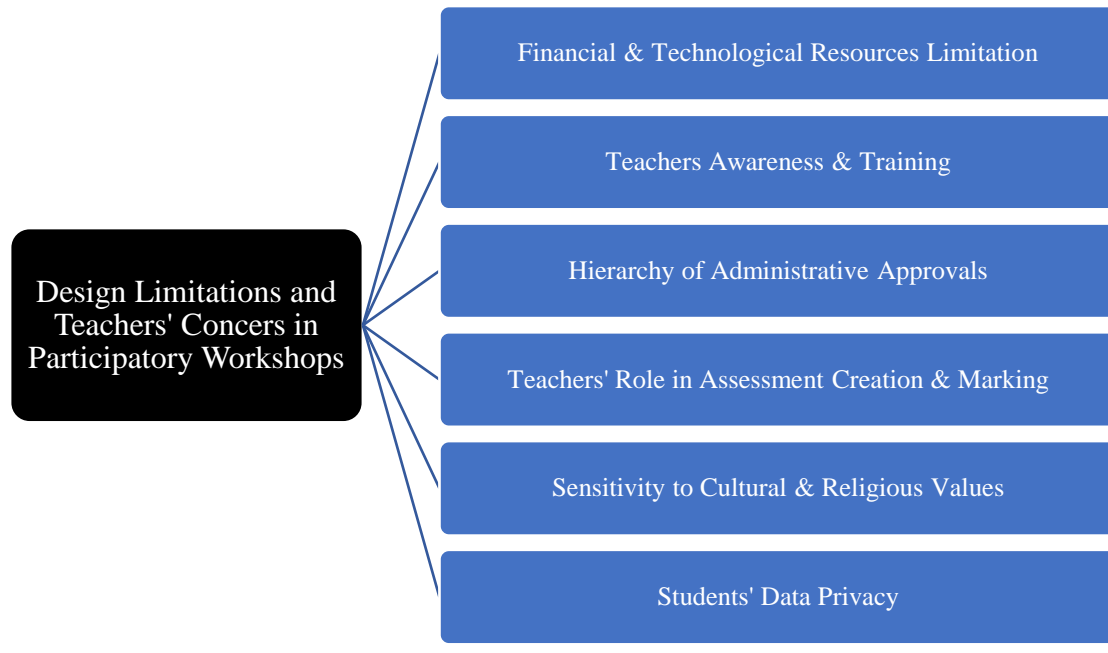 Financial & Technological Resources Limitation
Teachers Awareness & Training
Hierarchy of Administrative Approvals
Design Limitations and
Teachers' Concers in
Participatory Workshops
Teachers' Role in Assessment Creation & Marking
Sensitivity to Cultural & Religious Values
Students' Data Privacy